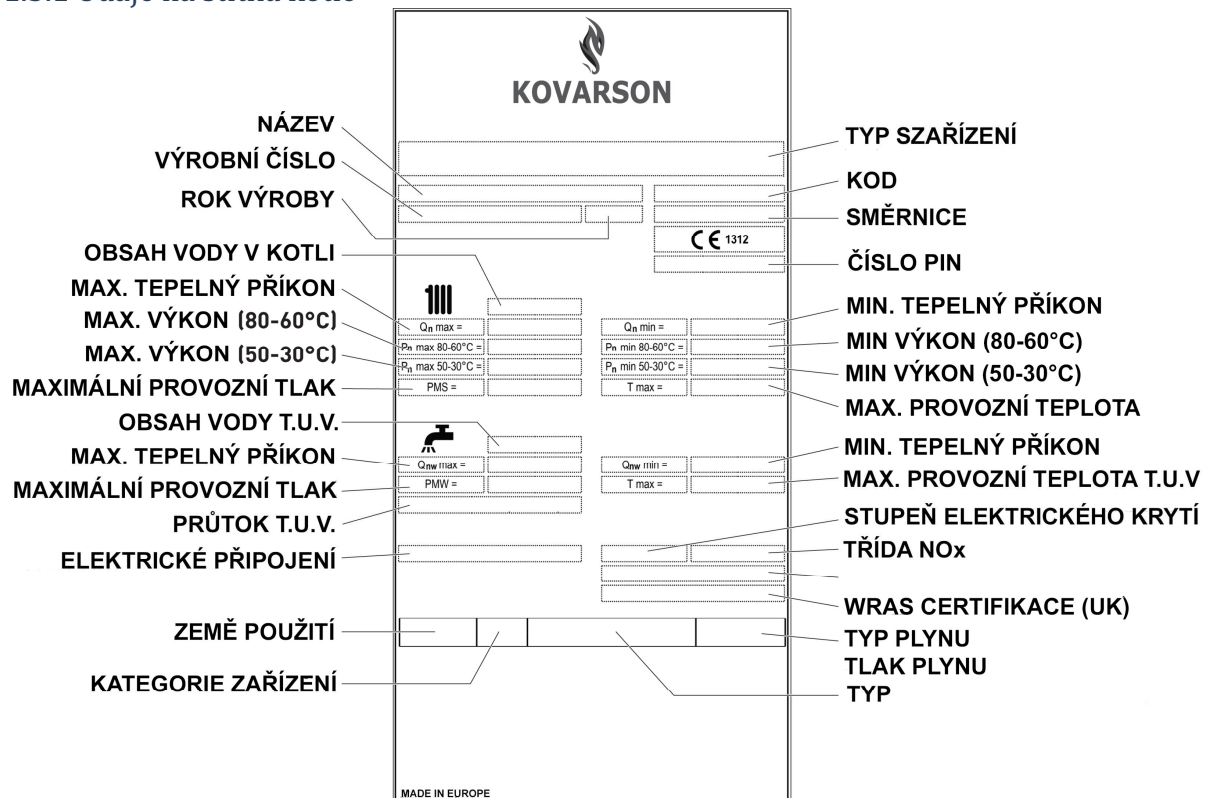 KOVARSON
NÁZEV
VÝROBNÍ ČÍSLO
ROK VÝROBY
OBSAH VODY V KOTLI
MAX. TEPELNÝ PŘÍKON
MAX. VÝKON (80-60°C)
MAX. VÝKON (50-30°C)
MAXIMÁLNÍ PROVOZNÍ TLAK
OBSAH VODY T.U.V.
MAX. TEPELNÝ PŘÍKON
MAXIMÁLNÍ PROVOZNÍ TLAK
PRŮTOK T.U.V.
ELEKTRICKÉ PŘIPOJENÍ
ZEMĚ POUŽITÍ
KATEGORIE ZAŘÍZENÍ
CE 1312
Qn max =
Pn max 80-60°C =
Pn max 50-30°C =
PMS =
Qn min =
Pn min 80-60°C =
Pn min 50-30°C =
T max =
Qnw max =
PMW =
Qnw min =
T max =
MADE IN EUROPE
TYP SZAŘÍZENÍ
KOD
SMĚRNICE
ČÍSLO PIN
MIN. TEPELNÝ PŘÍKON
MIN VÝKON (80-60°C)
MIN VÝKON (50-30°C)
MAX. PROVOZNÍ TEPLOTA
MIN. TEPELNÝ PŘÍKON
MAX. PROVOZNÍ TEPLOTA T.U.V
STUPEŇ ELEKTRICKÉHO KRYTÍ
TŘÍDA NOx
WRAS CERTIFIKACE (UK)
TYP PLYNU
TLAK PLYNU
TYP